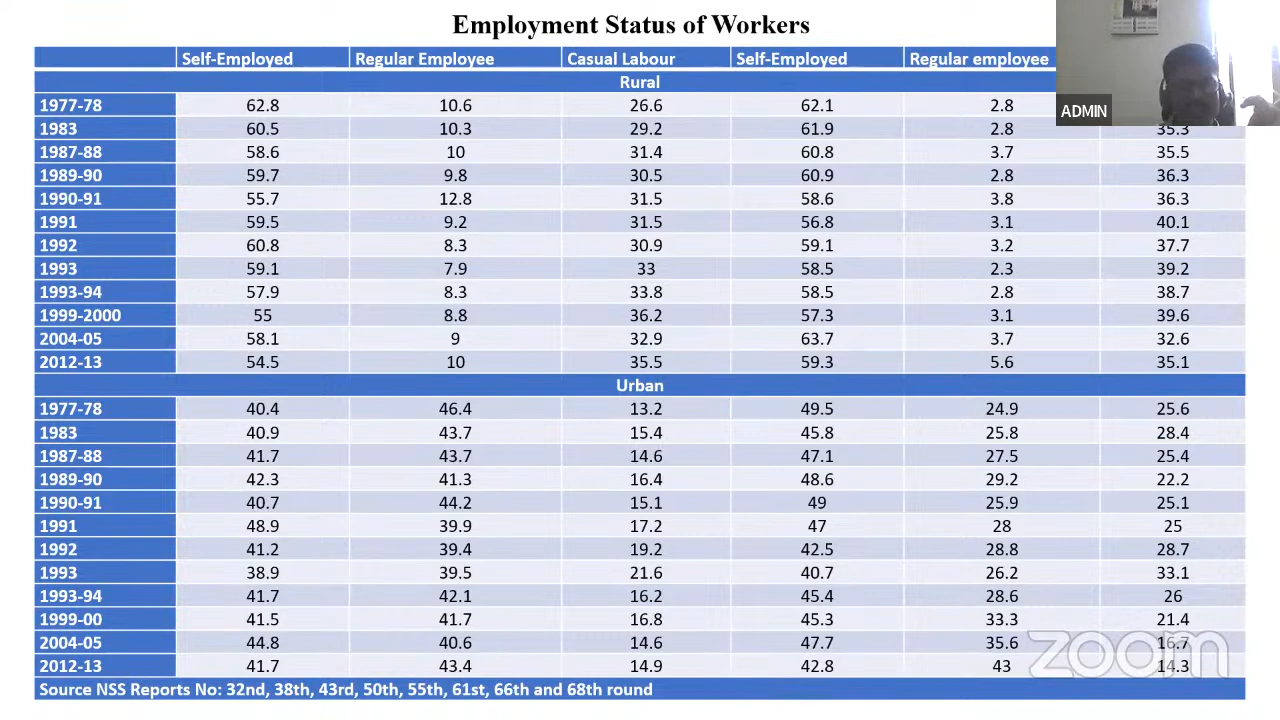 Employment Status of Workers
Self-Employed Regular Employee Casual Labour Self-Employed Regular employee
Rural
1977-78 62.8 10.6 26.6 62.1 2.8
ADMIN
1983 60.5 10.3 29.2 61.9 2.8 35.3
1987-88 58.6 10 31.4 60.8 3.7 35.5
1989-90 59.7 9.8 30.5 60.9 2.8 36.3
1990-91 55.7 12.8 31.5 58.6 3.8 36.3
1991 59.5 9.2 31.5 56.8 3.1 40.1
1992 60.8 8.3 30.9 59.1 3.2 37.7
1993 59.1 7.9 33 58.5 2.3 39.2
1993-94 57.9 8.3 33.8 58.5 2.8 38.7
1999-2000 55 8.8 36.2 57.3 3.1 39.6
2004-05 58.1 9 32.9 63.7 3.7 32.6
2012-13 54.5 10 35.5 59.3 5.6 35.1
Urban
1977-78 40.4 46.4 13.2 49.5 24.9 25.6
1983 40.9 43.7 15.4 45.8 25.8 28.4
1987-88 41.7 43.7 14.6 47.1 27.5 25.4
1989-90 42.3 41.3 16.4 48.6 29.2 22.2
1990-91 40.7 44.2 15.1 49 25.9 25.1
1991 48.9 39.9 17.2 47 28 25
1992 41.2 39.4 19.2 42.5 28.8 28.7
1993 38.9 39.5 21.6 40.7 26.2 33.1
1993-94 41.7 42.1 16.2 45.4 28.6 26
1999-00 41.5 41.7 16.8 45.3 33.3 21.4
2004-05 44.8 40.6 14.6 47.7 35.6 16.7
2012-13 41.7 43.4 14.9 42.8 43 14.3
zoom
Source NSS Reports No: 32nd, 38th, 43rd, 50th, 55th, 61st, 66th and 68th round